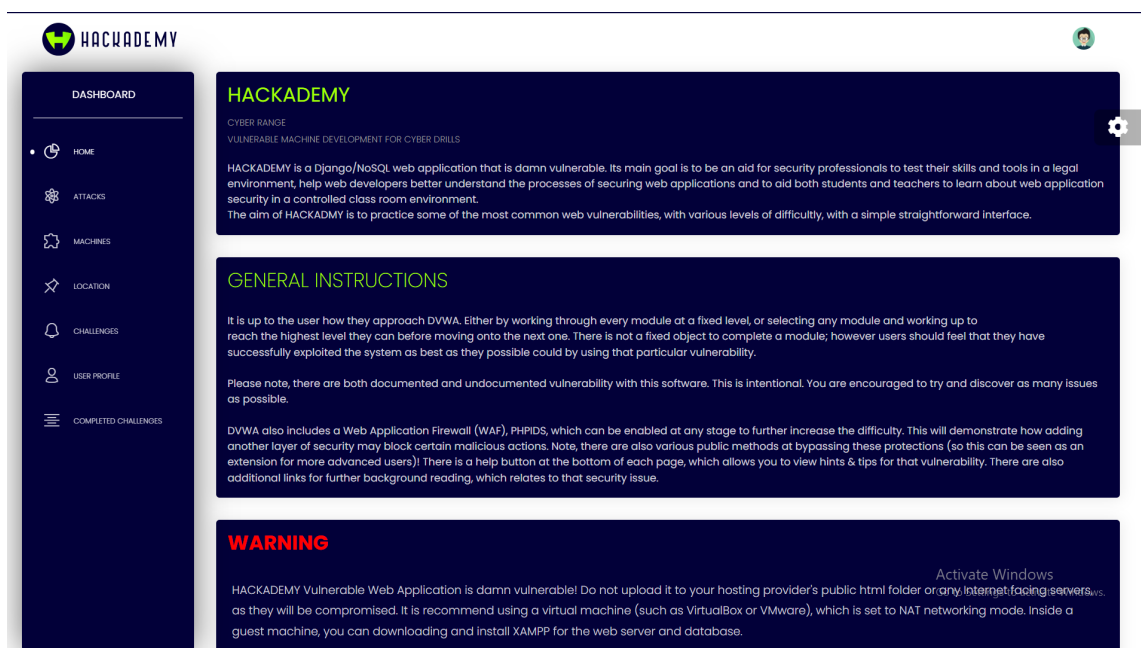 HACKADEMY
DASHBOARD
HOME
ATTACKS
MACHINES
LOCATION
CHALLENGES
USER PROFILE
COMPLETED CHALLENGES
HACKADEMY
CYBER RANGE
VULNERABLE MACHINE DEVELOPMENT FOR CYBER DRILLS
HACKADEMY is a Django/NoSQL web application that is damn vulnerable. Its main goal is to be an aid for security professionals to test their skills and tools in a legal
environment, help web developers better understand the processes of securing web applications and to aid both students and teachers to learn about web application
security in a controlled class room environment.
The aim of HACKADMY is to practice some of the most common web vulnerabilities, with various levels of difficultly, with a simple straightforward interface.
GENERAL INSTRUCTIONS
It is up to the user how they approach DVWA. Either by working through every module at a fixed level, or selecting any module and working up to
reach the highest level they can before moving onto the next one. There is not a fixed object to complete a module; however users should feel that they have
successfully exploited the system as best as they possible could by using that particular vulnerability.
Please note, there are both documented and undocumented vulnerability with this software. This is intentional. You are encouraged to try and discover as many issues
as possible.
DVWA also includes a Web Application Firewall (WAF), PHPIDS, which can be enabled at any stage to further increase the difficulty. This will demonstrate how adding
another layer of security may block certain malicious actions. Note, there are also various public methods at bypassing these protections (so this can be seen as an
extension for more advanced users)! There is a help button at the bottom of each page, which allows you to view hints & tips for that vulnerability. There are also
additional links for further background reading, which relates to that security issue.
WARNING
Activate Windows
HACKADEMY Vulnerable Web Application is damn vulnerable! Do not upload it to your hosting provider's public html folder or any Internet facing servers,
as they will be compromised. It is recommend using a virtual machine (such as VirtualBox or VMware), which is set to NAT networking mode. Inside a
guest machine, you can downloading and install XAMPP for the web server and database.